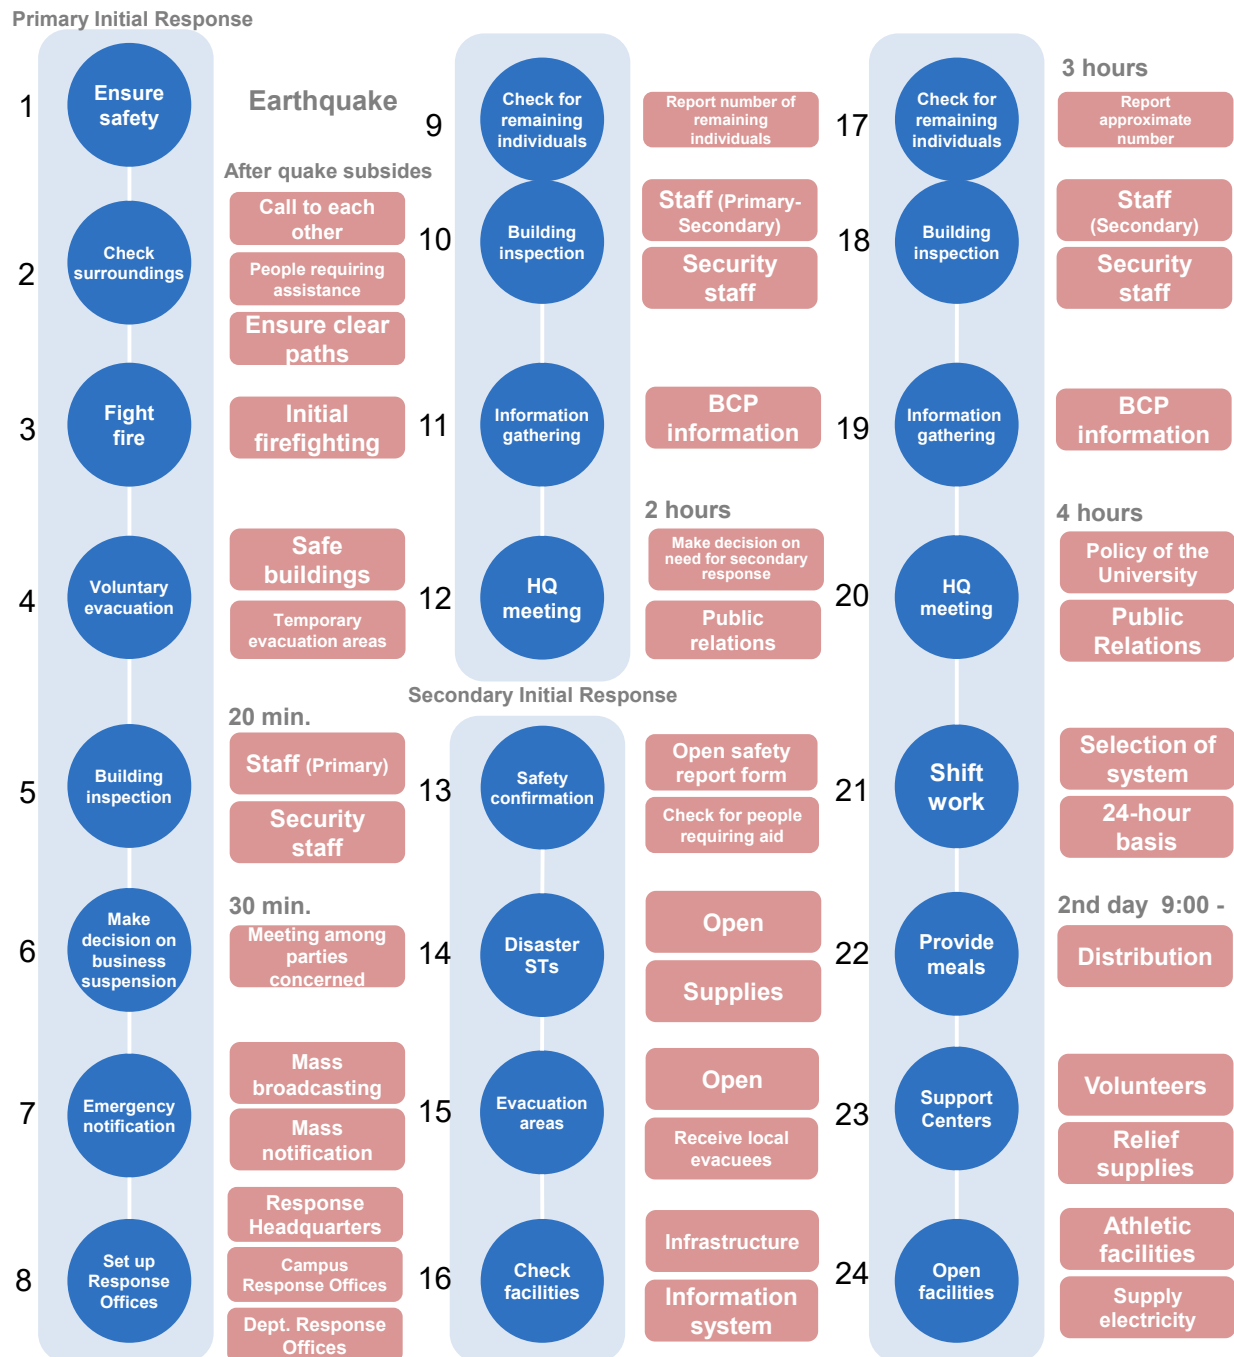 Primary Initial Response
1
Ensure
safety
Earthquake
After quake subsides
2
Check
surroundings
Call to each
other
People requiring
assistance
Ensure clear
paths
3
Fight
fire
Initial
firefighting
4
Voluntary
evacuation
Safe
buildings
Temporary
evacuation areas
20 min.
5
Building
inspection
Staff (Primary)
Security
staff
30 min.
6
Make
decision on
business
suspension
Meeting among
parties
concerned
7
Emergency
notification
Mass
broadcasting
Mass
notification
8
Set up
Response
Offices
Response
Headquarters
Campus
Response Offices
Dept. Response
Offices
9
Check for
remaining
individuals
Report number of
remaining
individuals
10
Building
inspection
Staff (Primary-
Secondary)
Security
staff
11
Information
gathering
BCP
information
2 hours
12
HQ
meeting
Make decision on
need for secondary
response
Public
relations
Secondary Initial Response
13
Safety
confirmation
Open safety
report form
Check for people
requiring aid
14
Disaster
STs
Open
Supplies
15
Evacuation
areas
Open
Receive local
evacuees
16
Check
facilities
Infrastructure
Information
system
3 hours
17
Check for
remaining
individuals
Report
approximate
number
18
Building
inspection
Staff
(Secondary)
Security
staff
19
Information
gathering
BCP
information
4 hours
20
HQ
meeting
Policy of the
University
Public
Relations
21
Shift
work
Selection of
system
24-hour
basis
2nd day 9:00 -
22
Provide
meals
Distribution
23
Support
Centers
Volunteers
Relief
supplies
24
Open
facilities
Athletic
facilities
Supply
electricity